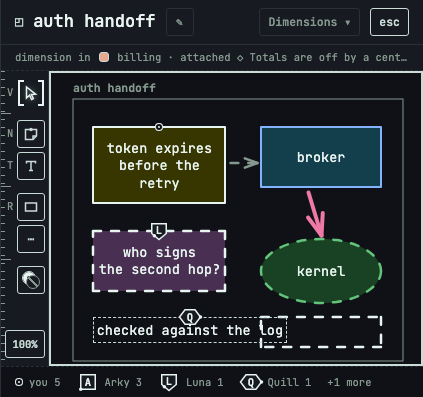 auth handoff
Dimensions ▾
esc
dimension in billing · attached ◇ Totals are off by a cent…
V
N
T
T
R
100%
auth handoff
token expires
before the
retry
broker
L
who signs
the second hop?
kernel
Q
checked against the log
you 5
A Arky 3
L Luna 1
Q Quill 1
+1 more